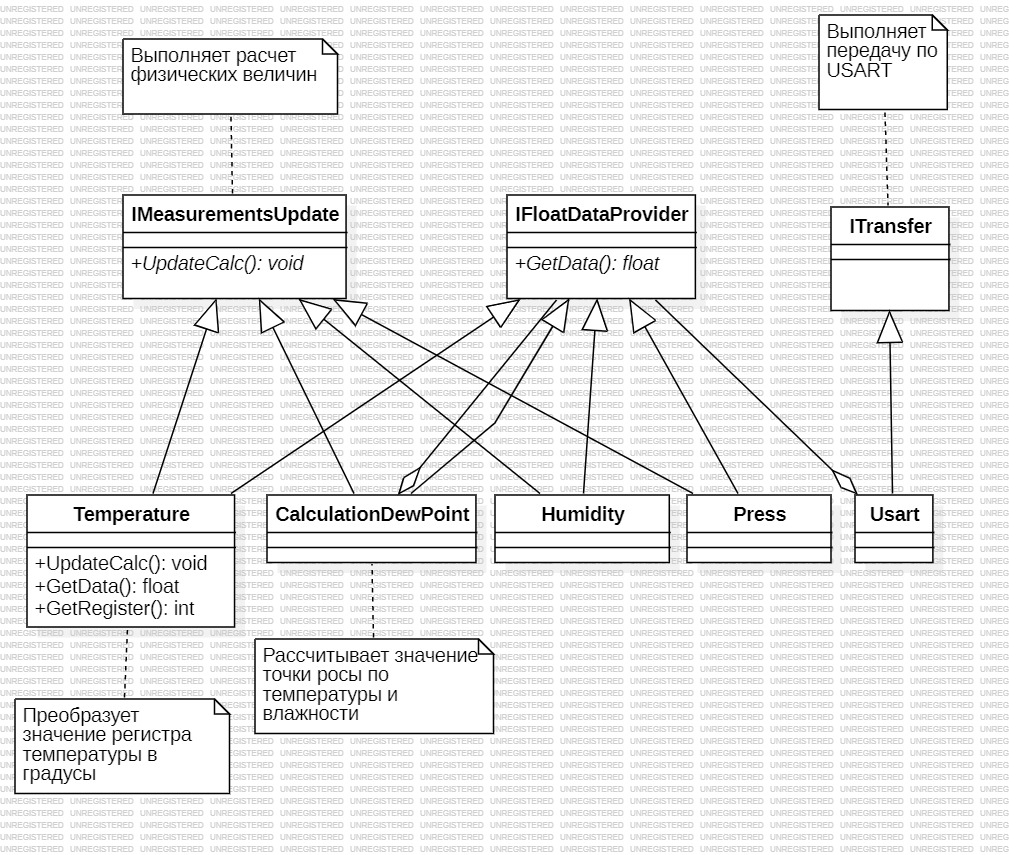 Выполняет расчет
физических величин
Выполняет
передачу по
USART
IMeasurementsUpdate
+UpdateCalc(): void
IFloatDataProvider
+GetData(): float
ITransfer
Temperature
+UpdateCalc(): void
+GetData(): float
+GetRegister(): int
CalculationDewPoint
Humidity
Press
Usart
Рассчитывает значение
точки росы по
температуры и
влажности
Преобразует
значение регистра
температуры в
градусы
UNREGISTERED